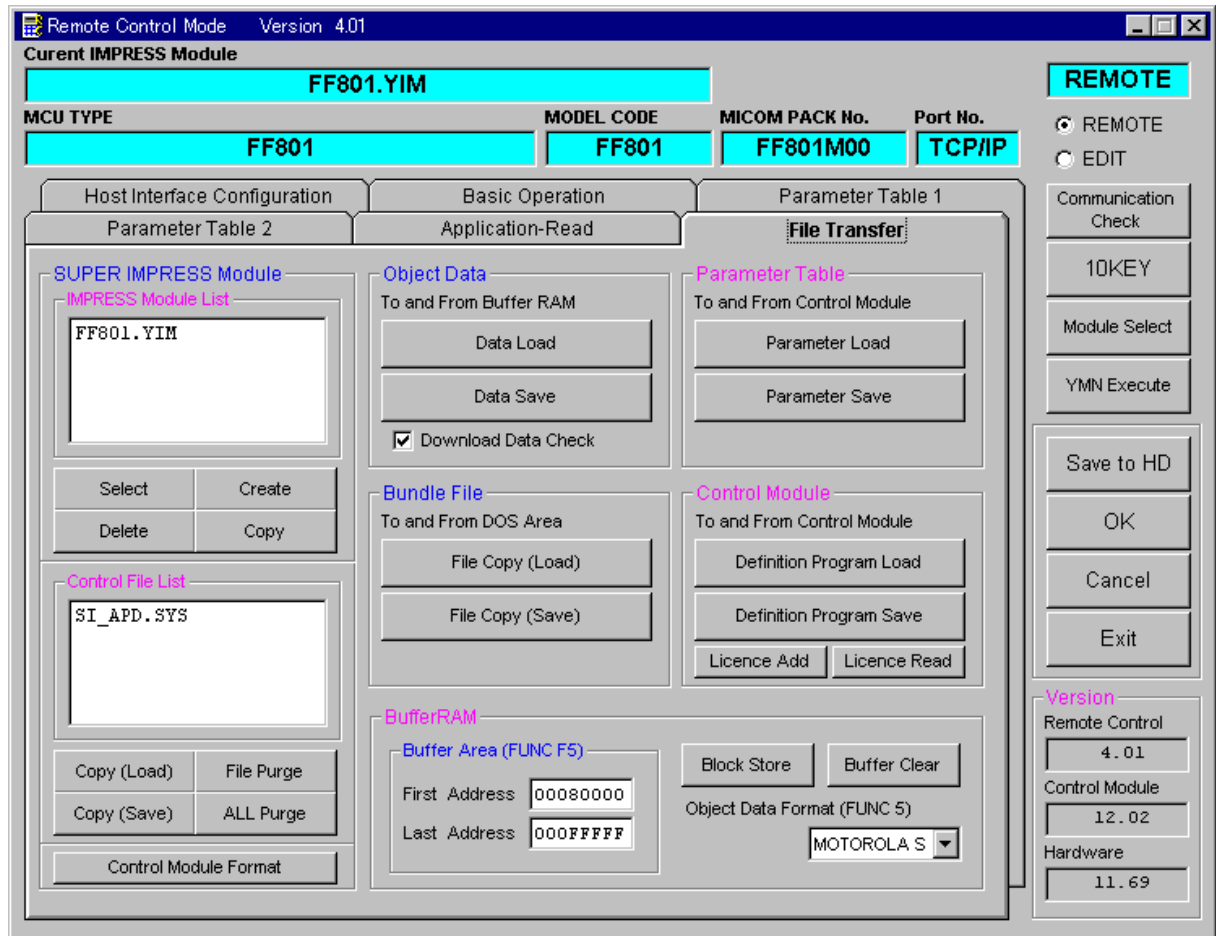 Remote Control Mode Version 4.01
Curent IMPRESS Module
FF801.YIM
REMOTE
MCU TYPE
MODEL CODE
MICOM PACK No.
Port No.
FF801
FF801
FF801M00
TCP/IP
REMOTE
EDIT
Host Interface Configuration
Basic Operation
Parameter Table 1
Parameter Table 2
Application-Read
File Transfer
SUPER IMPRESS Module
IMPRESS Module List
FF801.YIM
Select
Create
Delete
Copy
Control File List
SI_APD.SYS
Copy (Load)
File Purge
Copy (Save)
ALL Purge
Control Module Format
Object Data
To and From Buffer RAM
Data Load
Data Save
Download Data Check
Parameter Table
To and From Control Module
Parameter Load
Parameter Save
Bundle File
To and From DOS Area
File Copy (Load)
File Copy (Save)
Control Module
To and From Control Module
Definition Program Load
Definition Program Save
Licence Add
Licence Read
BufferRAM
Buffer Area (FUNC F5)
First Address 00080000
Last Address 000FFFFF
Block Store
Buffer Clear
Object Data Format (FUNC 5)
MOTOROLA S
Communication
Check
10KEY
Module Select
YMN Execute
Save to HD
OK
Cancel
Exit
Version
Remote Control
4.01
Control Module
12.02
Hardware
11.69